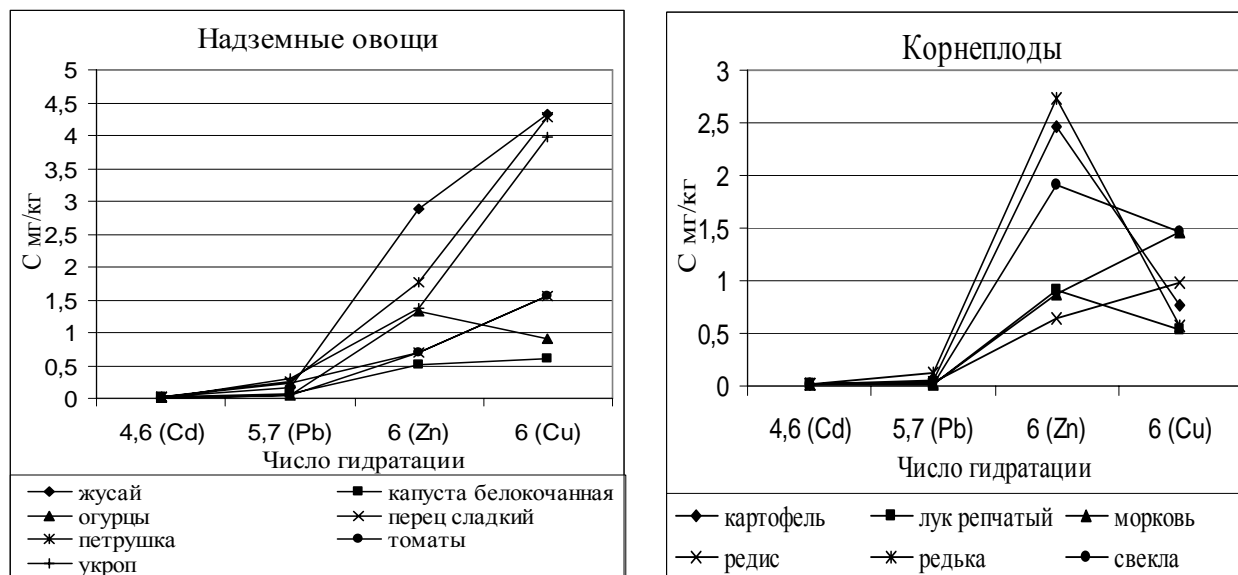 Надземные овощи
5
4,5
4
3,5
3
2,5
2
1,5
1
0,5
0
С мг/кг
4,6 (Cd) 5,7 (Pb) 6 (Zn) 6 (Cu)
Число гидратации
жусай капуста белокочанная
огурцы перец сладкий
петрушка томаты
укроп
Корнеплоды
3
2,5
2
1,5
1
0,5
0
С мг/кг
4,6 (Cd) 5,7 (Pb) 6 (Zn) 6 (Cu)
Число гидратации
картофель лук репчатый морковь
редис редька свекла